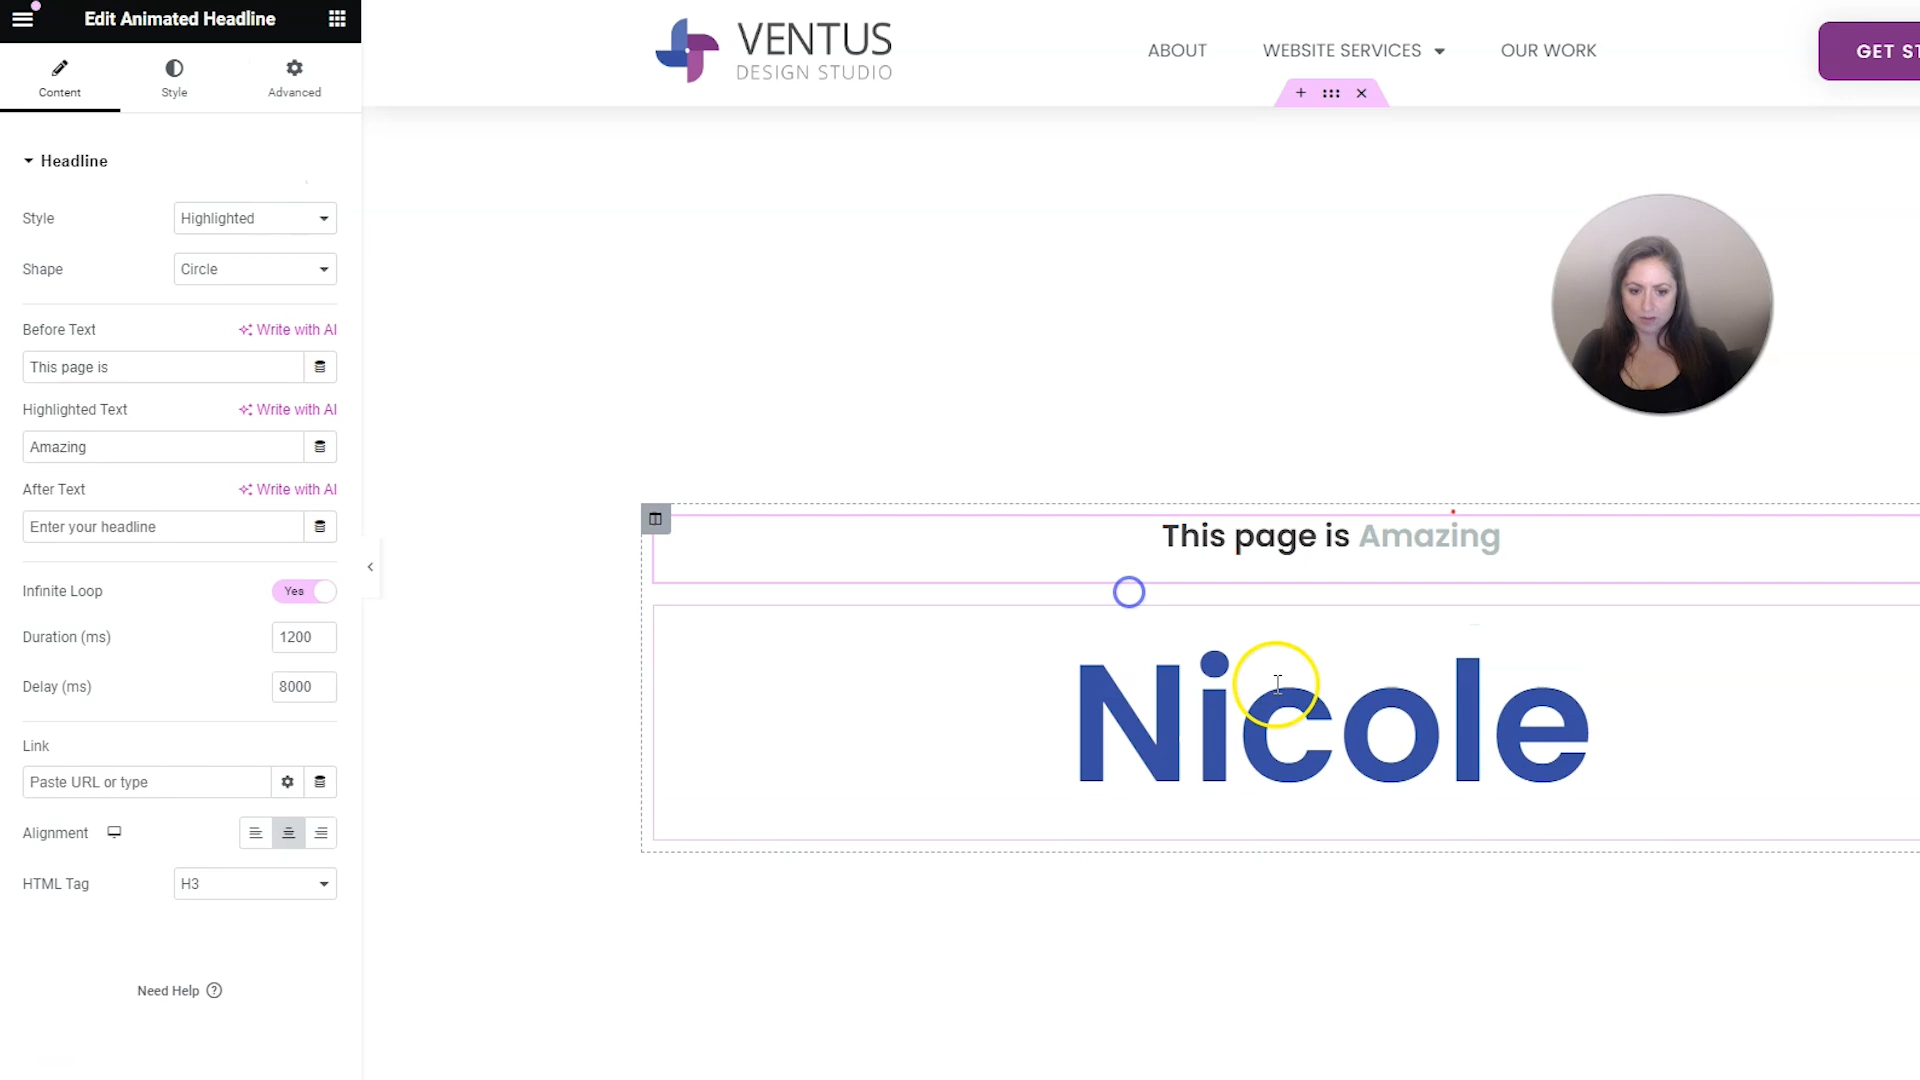 Edit Animated Headline
Content
Style
Advanced
Headline
Style
Highlighted
Shape
Circle
Before Text
Write with AI
This page is
Highlighted Text
Write with AI
Amazing
After Text
Write with AI
Enter your headline
Infinite Loop
Yes
Duration (ms)
1200
Delay (ms)
8000
Link
Paste URL or type
Alignment
HTML Tag
H3
Need Help
VENTUS
DESIGN STUDIO
ABOUT
WEBSITE SERVICES
OUR WORK
GET ST
This page is Amazing
Nicole